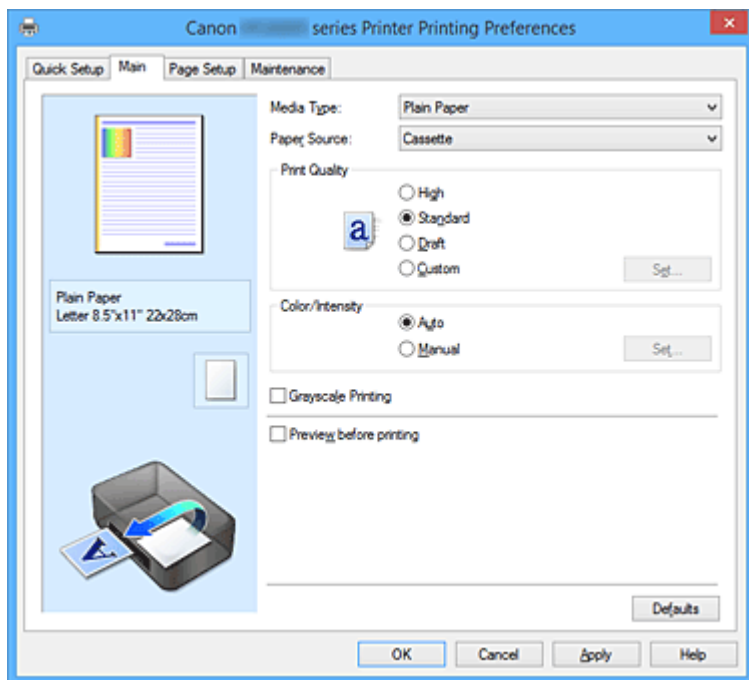 Canon series Printer Printing Preferences
Quick Setup Main Page Setup Maintenance
Media Type: Plain Paper
Paper Source: Cassette
Print Quality
High
a Standard
Draft
Custom Set...
Plain Paper
Letter 8.5"x11" 22x28cm
Color/Intensity
Auto
Manual Set...
Grayscale Printing
Preview before printing
A
Defaults
OK Cancel Apply Help